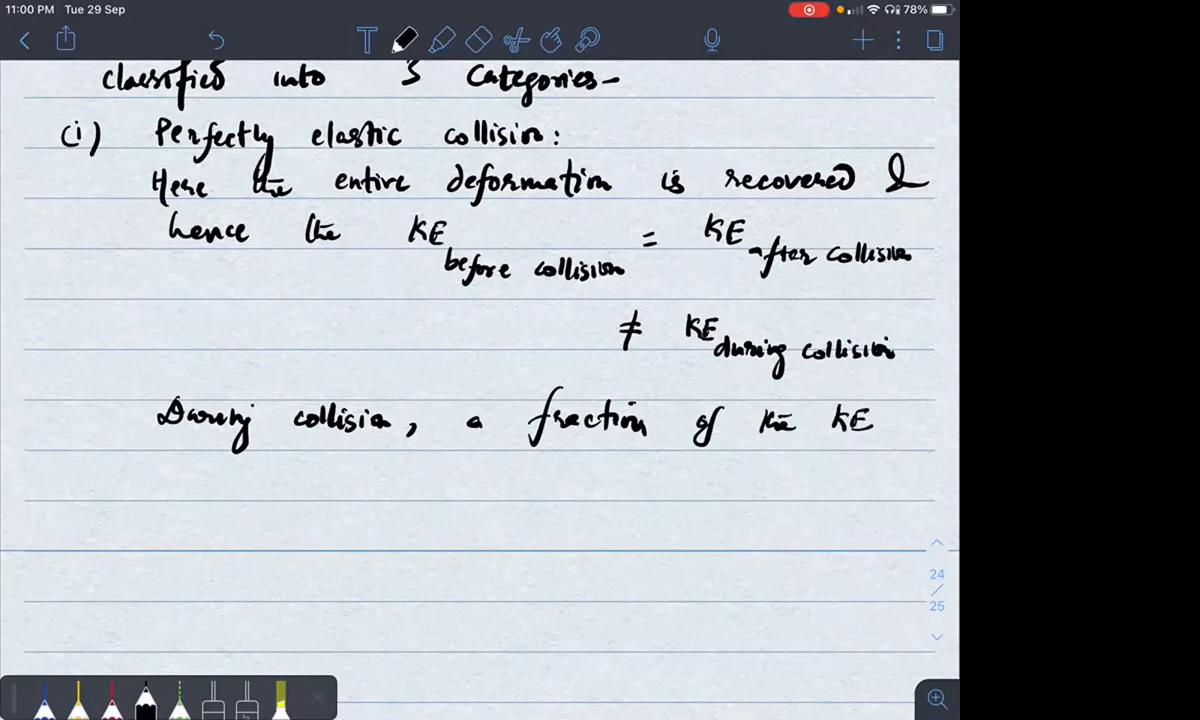 11:00 PM Tue 29 Sep 78%
classified into 3 categories-
(i) Perfectly elastic collision:
Here the entire deformation is recovered &
hence the KE before collision = KE after collision
≠ KE during collision
During collision, a fraction of the KE
24
/
25